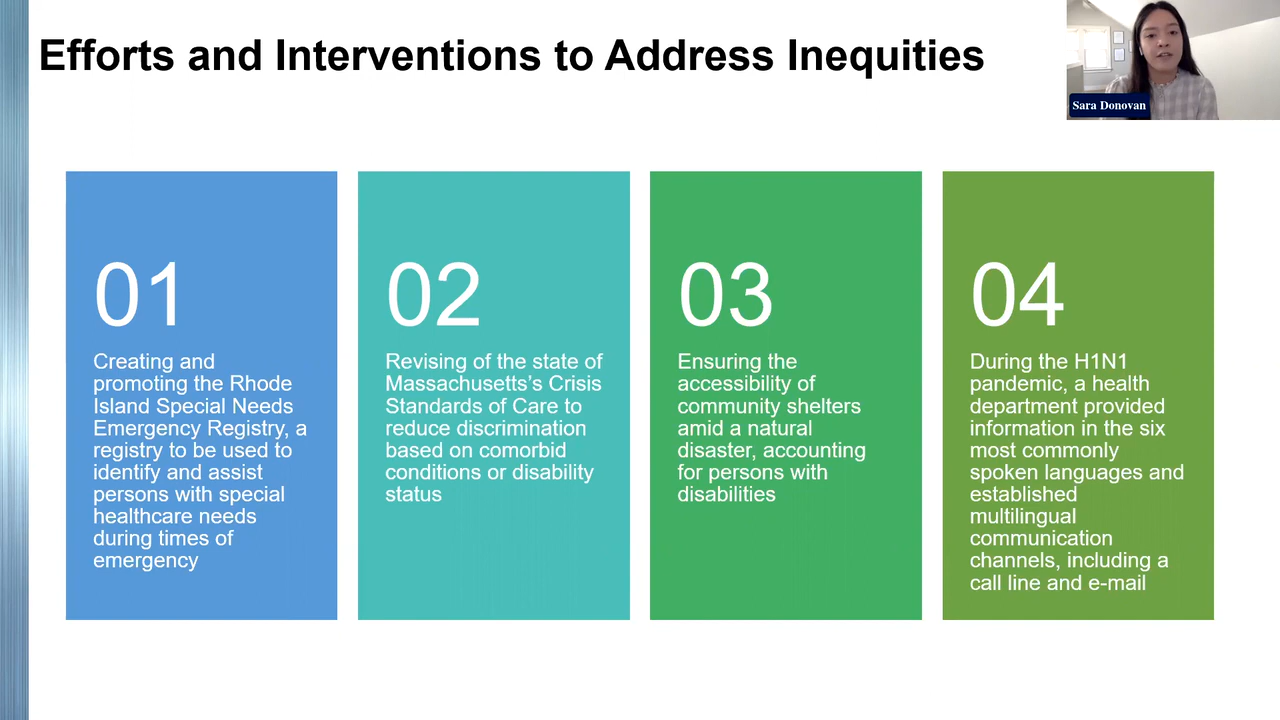 Efforts and Interventions to Address Inequities
Sara Donovan
01
Creating and
promoting the Rhode
Island Special Needs
Emergency Registry, a
registry to be used to
identify and assist
persons with special
healthcare needs
during times of
emergency
02
Revising of the state of
Massachusetts’s Crisis
Standards of Care to
reduce discrimination
based on comorbid
conditions or disability
status
03
Ensuring the
accessibility of
community shelters
amid a natural
disaster, accounting
for persons with
disabilities
04
During the H1N1
pandemic, a health
department provided
information in the six
most commonly
spoken languages and
established
multilingual
communication
channels, including a
call line and e-mail